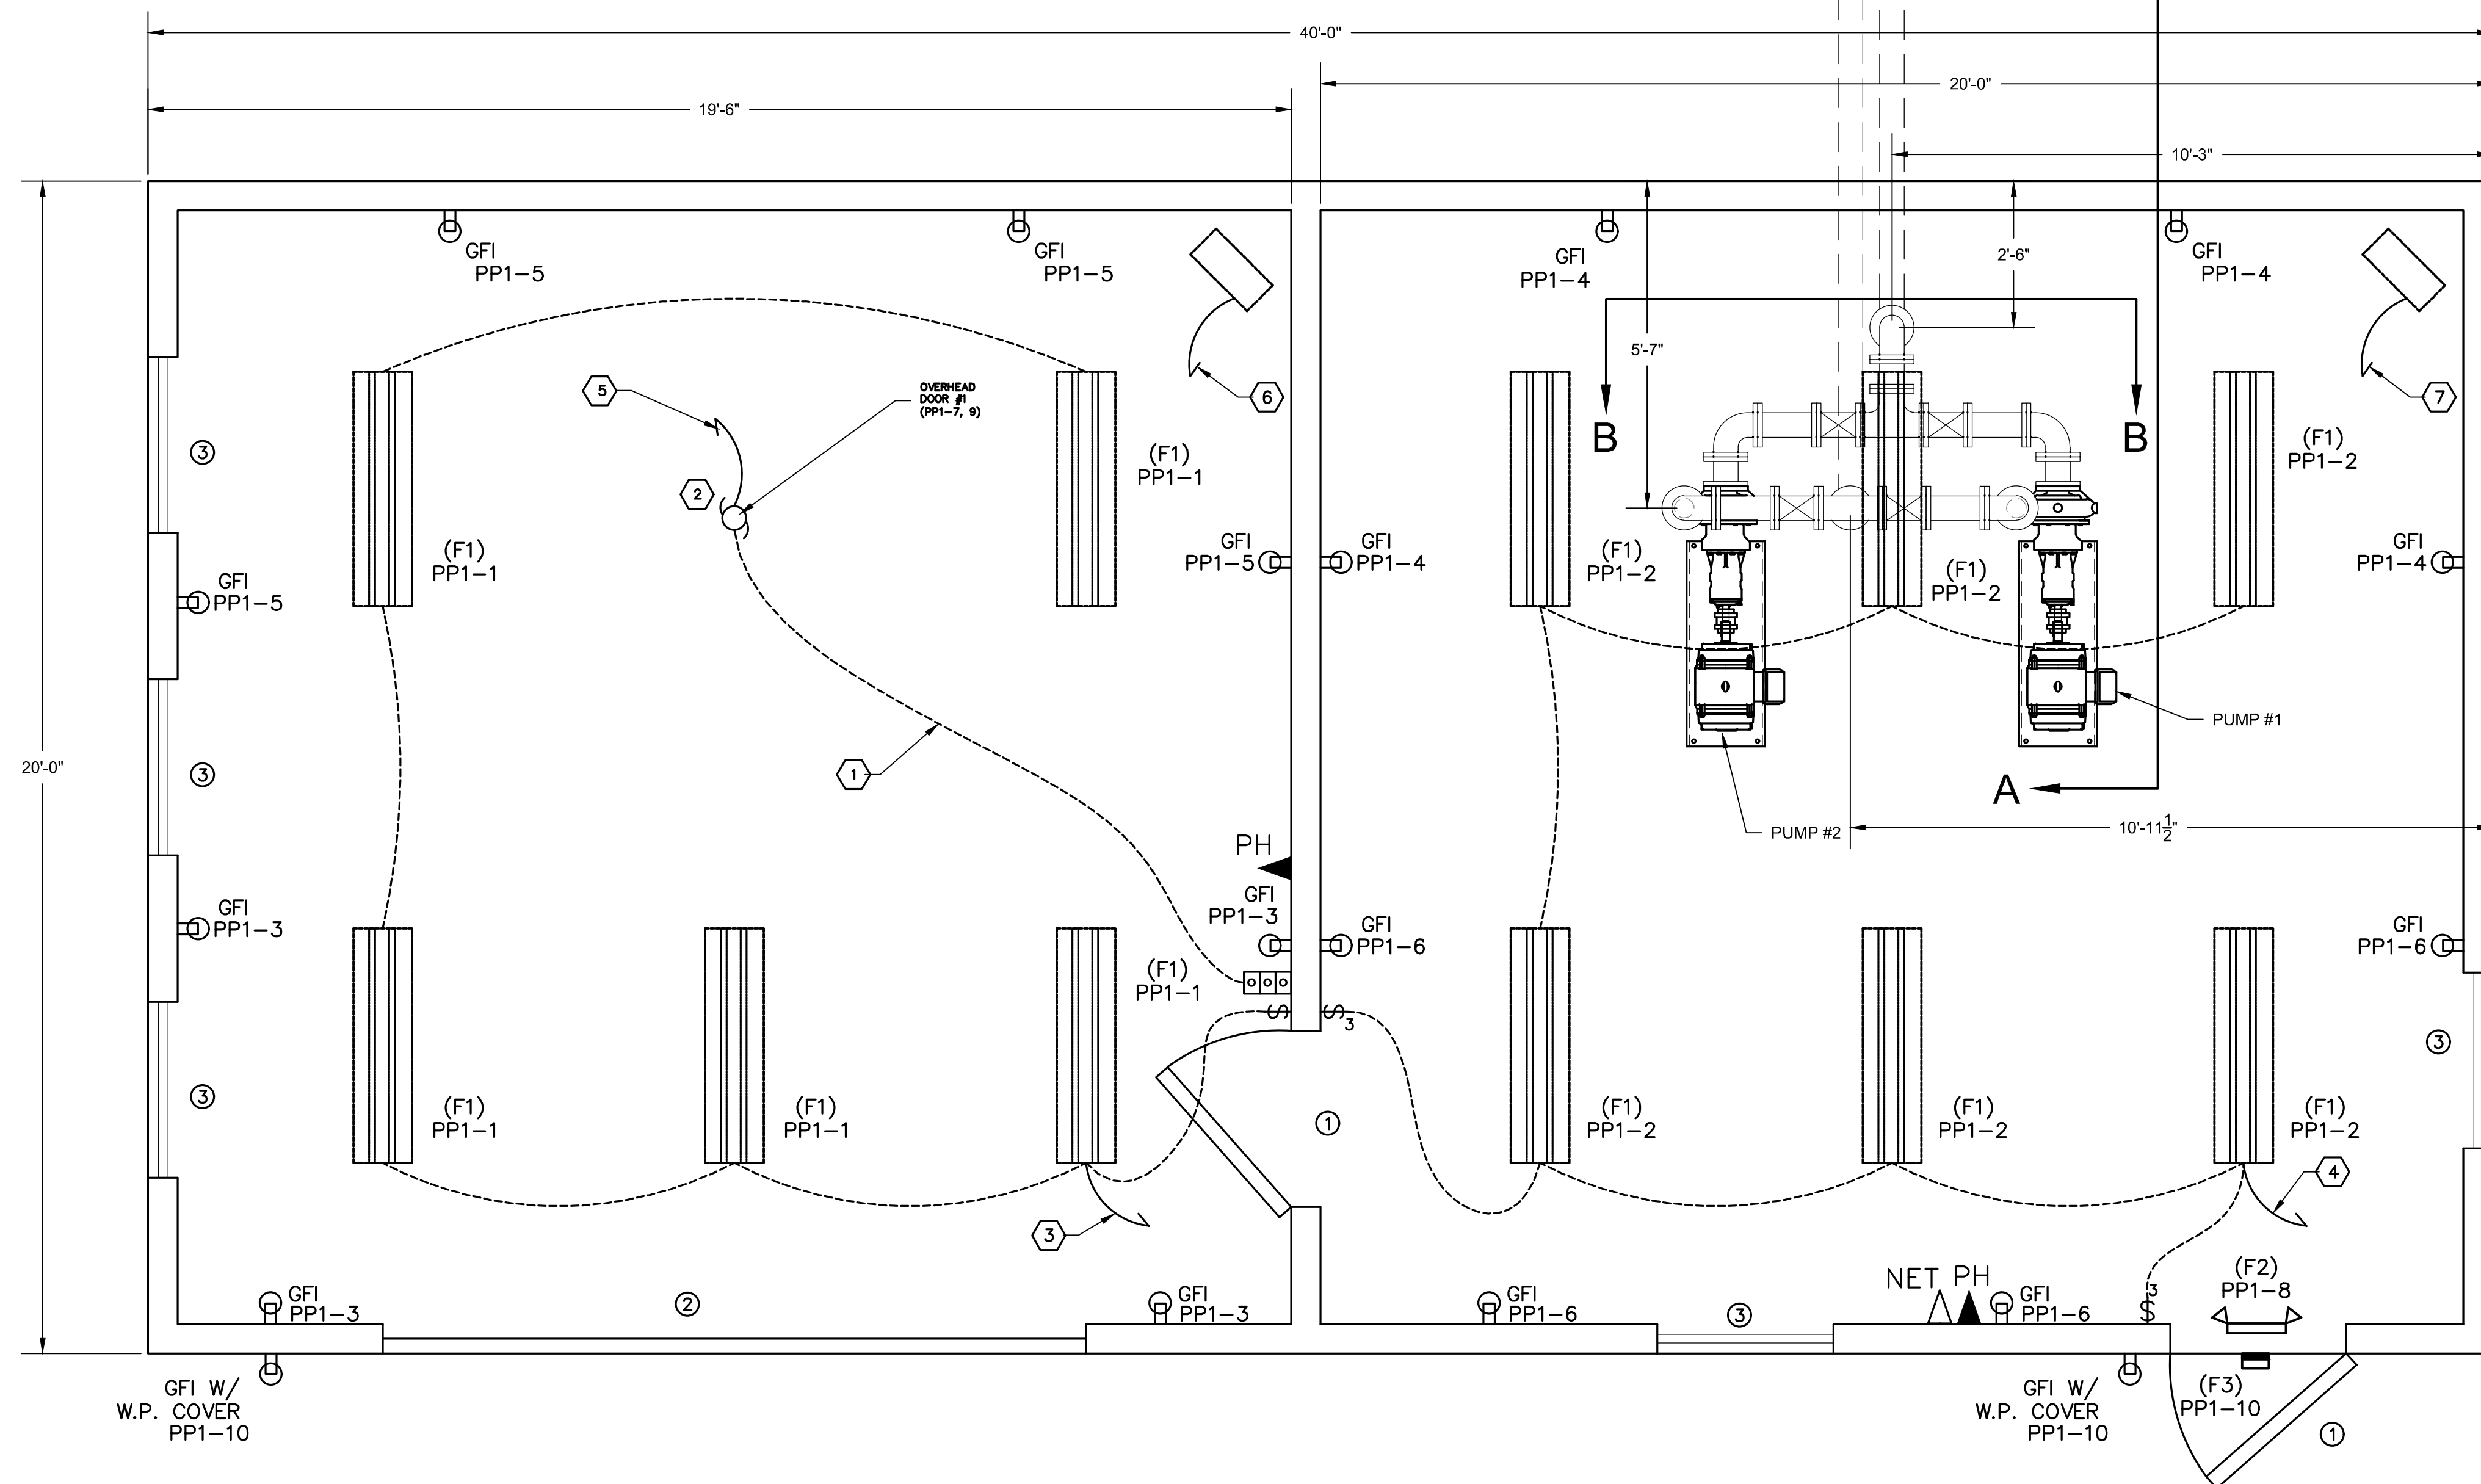 40'-0"
20'-0"
19'-6"
10'-3"
GFI
PP1-5
GFI
PP1-5
GFI
PP1-4
2'-6"
GFI
PP1-4
5'-7"
5
OVERHEAD
DOOR #1
(PP1-7, 9)
6
7
3
(F1)
PP1-1
B
B
(F1)
PP1-2
2
(F1)
PP1-1
GFI
PP1-5
GFI
PP1-4
(F1)
PP1-2
(F1)
PP1-2
GFI
PP1-4
GFI
PP1-5
PUMP #1
20'-0"
3
1
A
PUMP #2
10'-11 1/2"
PH
GFI
PP1-3
GFI
PP1-3
GFI
PP1-6
GFI
PP1-6
(F1)
PP1-1
S
S3
3
3
(F1)
PP1-1
(F1)
PP1-1
1
(F1)
PP1-2
(F1)
PP1-2
(F1)
PP1-2
4
3
NET PH
(F2)
PP1-8
GFI
PP1-3
2
GFI
PP1-3
GFI
PP1-6
3
GFI
PP1-6
S3
GFI W/
W.P. COVER
PP1-10
GFI W/
W.P. COVER
PP1-10
(F3)
PP1-10
1